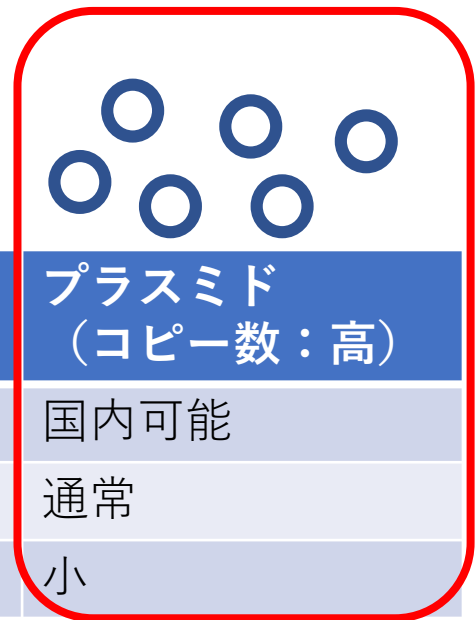 プラスミド
（コピー数：高）
国内可能
通常
小